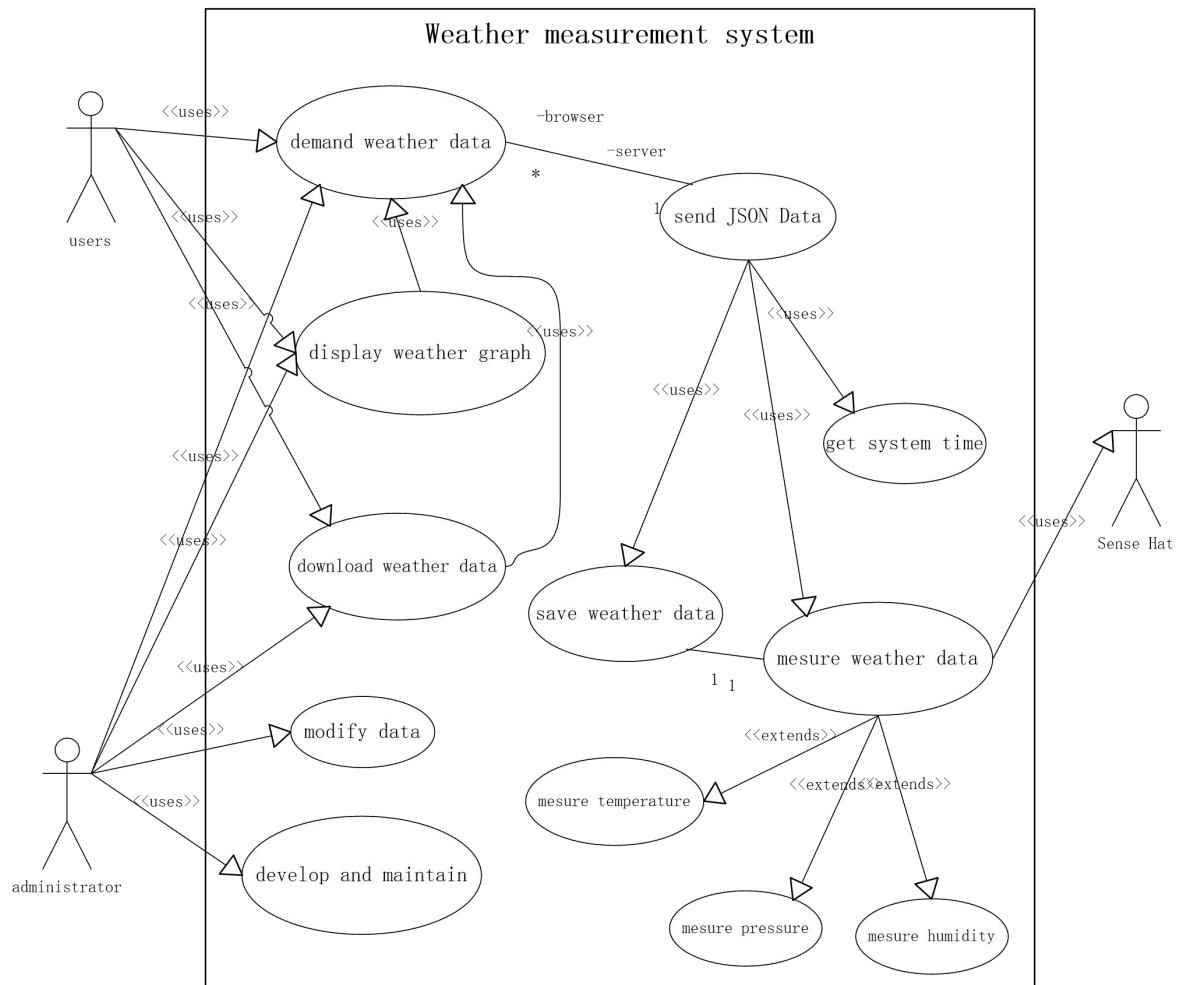 Weather measurement system
<<uses>>
demand weather data
-browser
-server
*
1
send JSON Data
users
<<uses>>
<<uses>>
<<uses>>
<<uses>>
<<uses>>
display weather graph
<<uses>>
<<uses>>
<<uses>>
get system time
<<uses>>
<<uses>>
Sense Hat
<<uses>>
download weather data
save weather data
<<uses>>
mesure weather data
1
1
modify data
<<uses>>
<<extends>>
<<extends>>
<<extends>>
<<uses>>
mesure temperature
administrator
develop and maintain
mesure pressure
mesure humidity